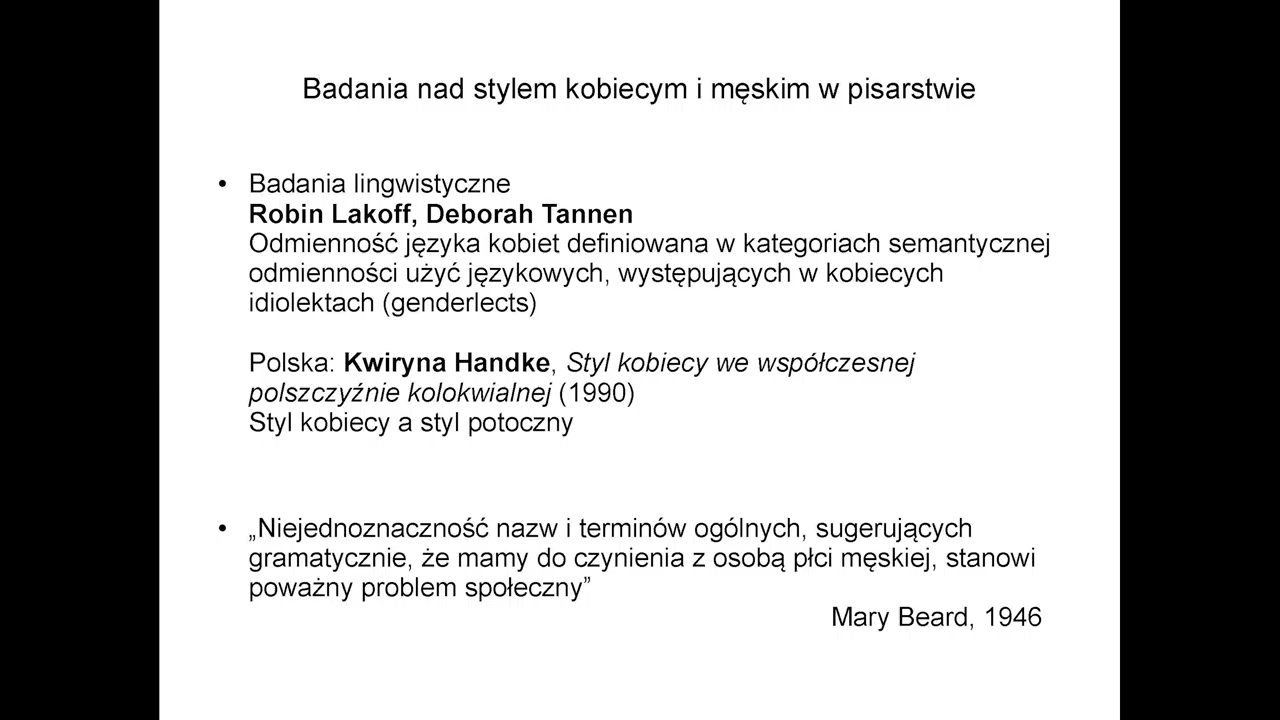 Badania nad stylem kobiecym i męskim w pisarstwie
• Badania lingwistyczne
Robin Lakoff, Deborah Tannen
Odmienność języka kobiet definiowana w kategoriach semantycznej
odmienności użyć językowych, występujących w kobiecych
idiolektach (genderlects)
Polska: Kwiryna Handke, Styl kobiecy we współczesnej
polszczyźnie kolokwialnej (1990)
Styl kobiecy a styl potoczny
• „Niejednoznaczność nazw i terminów ogólnych, sugerujących
gramatycznie, że mamy do czynienia z osobą płci męskiej, stanowi
poważny problem społeczny”
Mary Beard, 1946